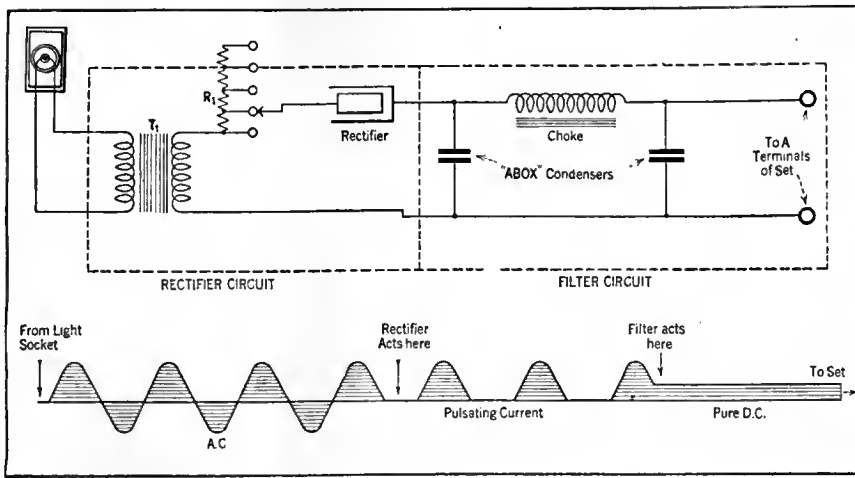 R1
T1
Rectifier
Choke
"ABOX" Condensers
To A
Terminals
of Set
RECTIFIER CIRCUIT
FILTER CIRCUIT
From Light
Socket
Rectifier
Acts here
Filter acts
here
To Set
A.C
Pulsating Current
Pure D.C.